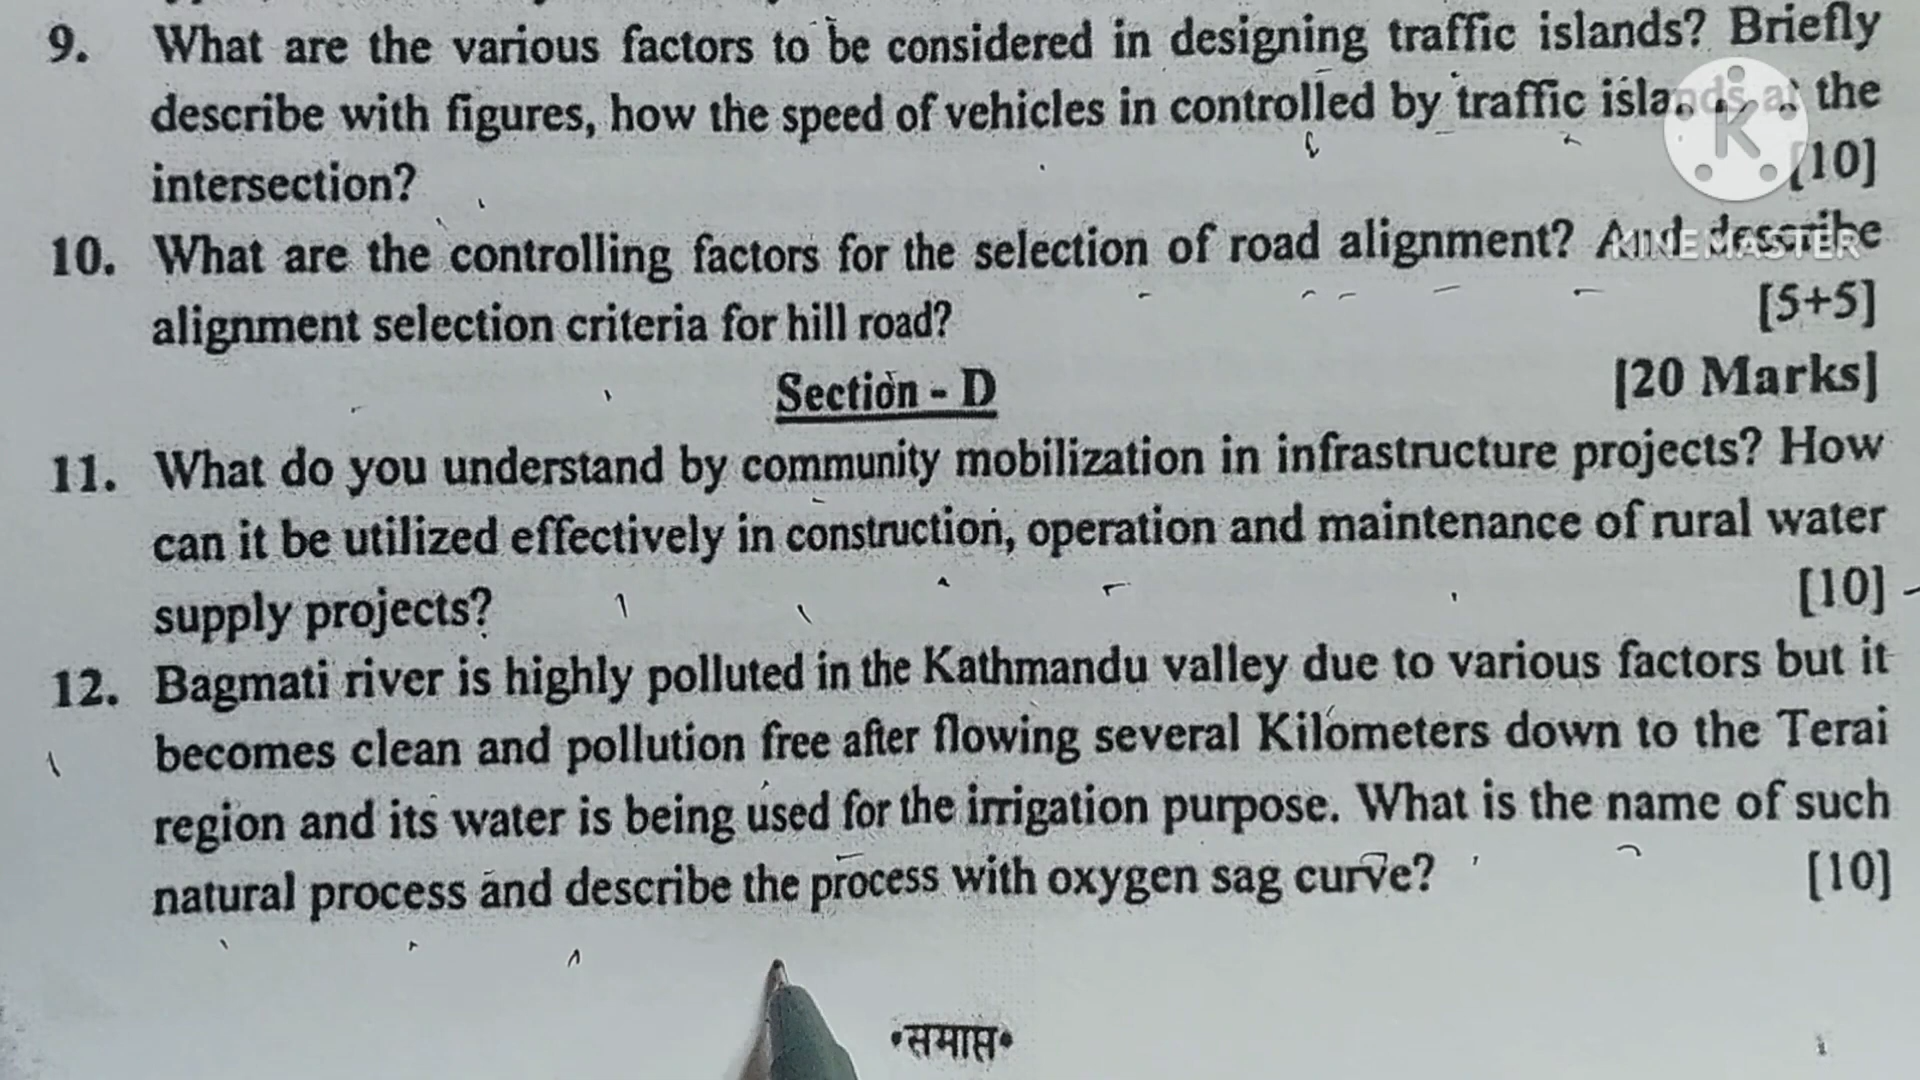 9. What are the various factors to be considered in designing traffic islands? Briefly
describe with figures, how the speed of vehicles in controlled by traffic islands at the
intersection? [10]
10. What are the controlling factors for the selection of road alignment? And describe
alignment selection criteria for hill road? [5+5]
Section - D [20 Marks]
11. What do you understand by community mobilization in infrastructure projects? How
can it be utilized effectively in construction, operation and maintenance of rural water
supply projects? [10]
12. Bagmati river is highly polluted in the Kathmandu valley due to various factors but it
becomes clean and pollution free after flowing several Kilometers down to the Terai
region and its water is being used for the irrigation purpose. What is the name of such
natural process and describe the process with oxygen sag curve? [10]
•समाप्त•
K
KINEMASTER